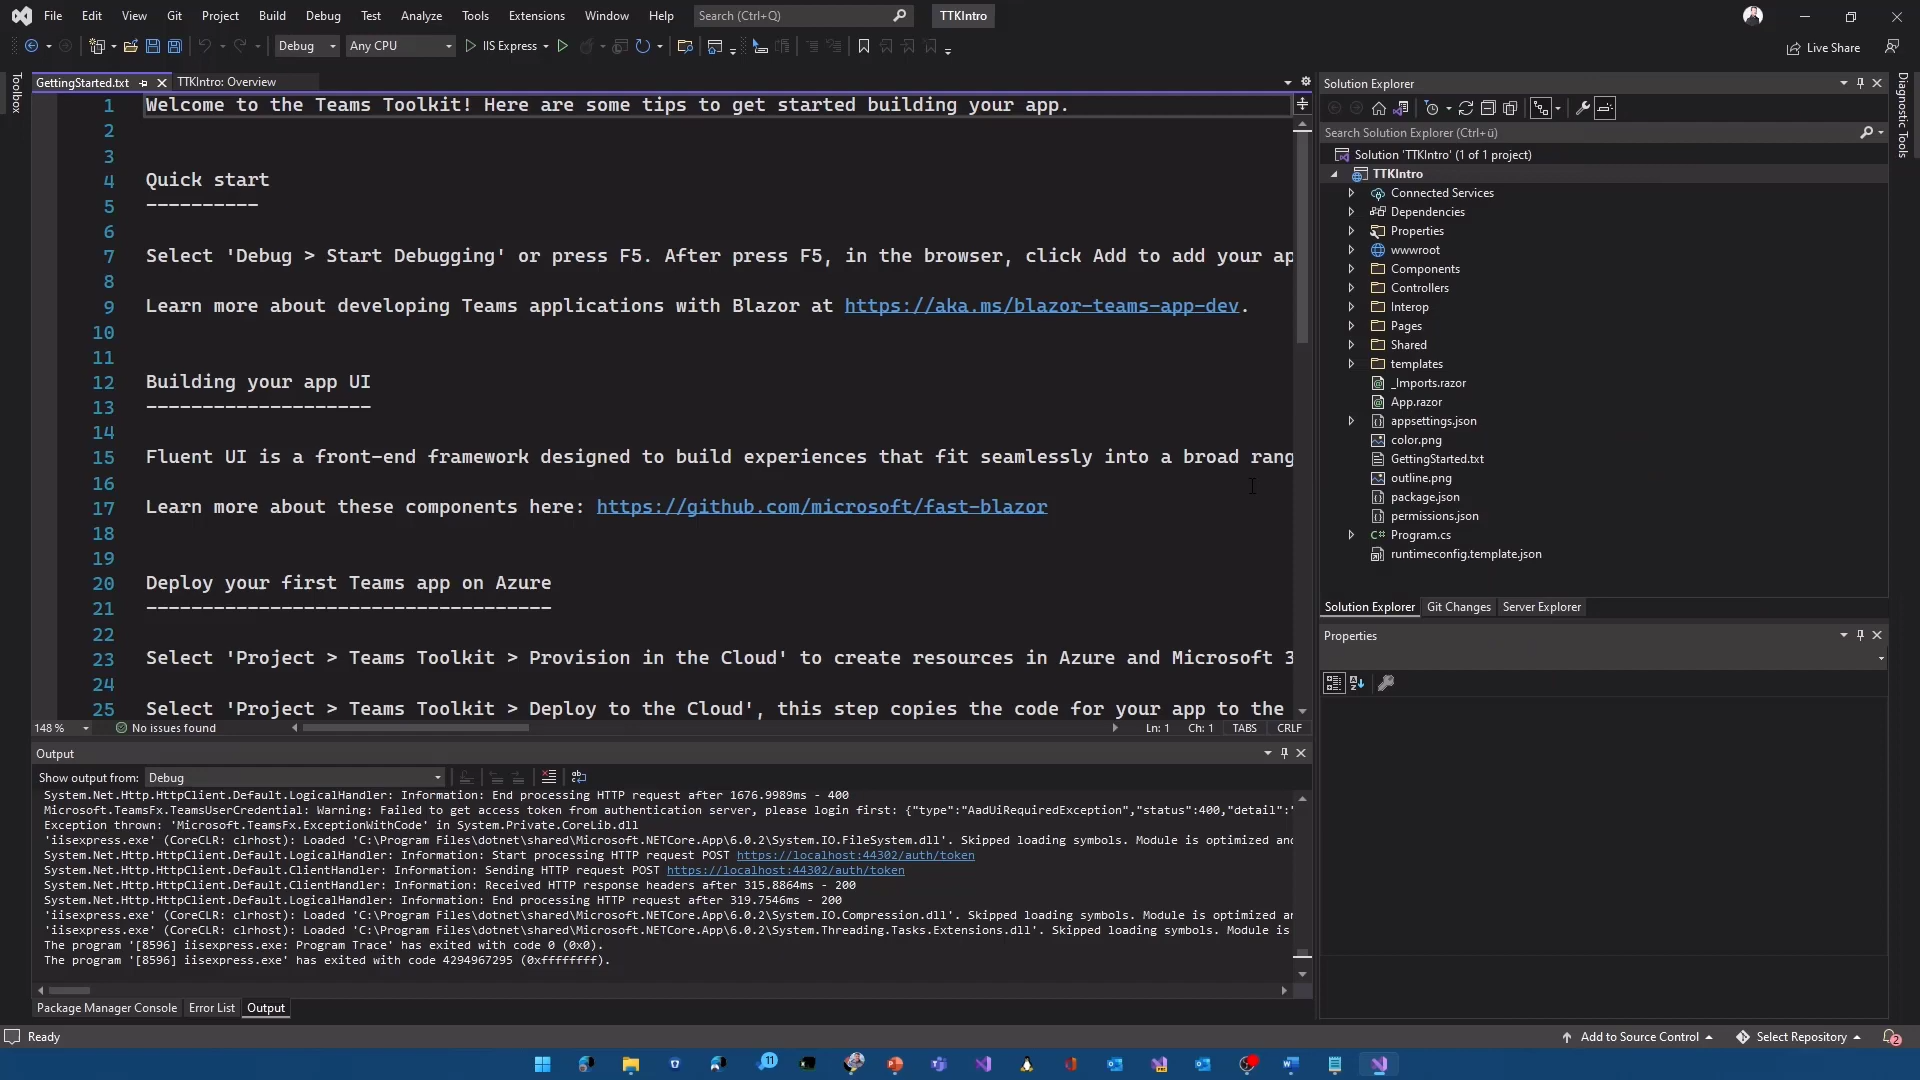 File Edit View Git Project Build Debug Test Analyze Tools Extensions Window Help Search (Ctrl+Q) TTKIntro
Debug Any CPU IIS Express Live Share
Toolbox
GettingStarted.txt TTKIntro: Overview
1 Welcome to the Teams Toolkit! Here are some tips to get started building your app.
2
3
4 Quick start
5 ----------
6
7 Select 'Debug > Start Debugging' or press F5. After press F5, in the browser, click Add to add your ap
8
9 Learn more about developing Teams applications with Blazor at https://aka.ms/blazor-teams-app-dev.
10
11
12 Building your app UI
13 --------------------
14
15 Fluent UI is a front-end framework designed to build experiences that fit seamlessly into a broad rang
16
17 Learn more about these components here: https://github.com/microsoft/fast-blazor
18
19
20 Deploy your first Teams app on Azure
21 ------------------------------------
22
23 Select 'Project > Teams Toolkit > Provision in the Cloud' to create resources in Azure and Microsoft 3
24
25 Select 'Project > Teams Toolkit > Deploy to the Cloud', this step copies the code for your app to the
148 % No issues found Ln: 1 Ch: 1 TABS CRLF
Output
Show output from: Debug
System.Net.Http.HttpClient.Default.LogicalHandler: Information: End processing HTTP request after 1676.9989ms - 400
Microsoft.TeamsFx.TeamsUserCredential: Warning: Failed to get access token from authentication server, please login first: {"type":"AadUiRequiredException","status":400,"detail":"
Exception thrown: 'Microsoft.TeamsFx.ExceptionWithCode' in System.Private.CoreLib.dll
'iisexpress.exe' (CoreCLR: clrhost): Loaded 'C:\Program Files\dotnet\shared\Microsoft.NETCore.App\6.0.2\System.IO.FileSystem.dll'. Skipped loading symbols. Module is optimized and
System.Net.Http.HttpClient.Default.LogicalHandler: Information: Start processing HTTP request POST https://localhost:44302/auth/token
System.Net.Http.HttpClient.Default.ClientHandler: Information: Sending HTTP request POST https://localhost:44302/auth/token
System.Net.Http.HttpClient.Default.ClientHandler: Information: Received HTTP response headers after 315.8864ms - 200
System.Net.Http.HttpClient.Default.LogicalHandler: Information: End processing HTTP request after 319.7546ms - 200
'iisexpress.exe' (CoreCLR: clrhost): Loaded 'C:\Program Files\dotnet\shared\Microsoft.NETCore.App\6.0.2\System.IO.Compression.dll'. Skipped loading symbols. Module is optimized an
'iisexpress.exe' (CoreCLR: clrhost): Loaded 'C:\Program Files\dotnet\shared\Microsoft.NETCore.App\6.0.2\System.Threading.Tasks.Extensions.dll'. Skipped loading symbols. Module is
The program '[8596] iisexpress.exe: Program Trace' has exited with code 0 (0x0).
The program '[8596] iisexpress.exe' has exited with code 4294967295 (0xffffffff).
Package Manager Console Error List Output
Solution Explorer
Search Solution Explorer (Ctrl+ü)
Solution 'TTKIntro' (1 of 1 project)
TTKIntro
Connected Services
Dependencies
Properties
wwwroot
Components
Controllers
Interop
Pages
Shared
templates
_Imports.razor
App.razor
appsettings.json
color.png
GettingStarted.txt
outline.png
package.json
permissions.json
C# Program.cs
runtimeconfig.template.json
Solution Explorer Git Changes Server Explorer
Properties
Diagnostic Tools
Ready Add to Source Control Select Repository 2
11